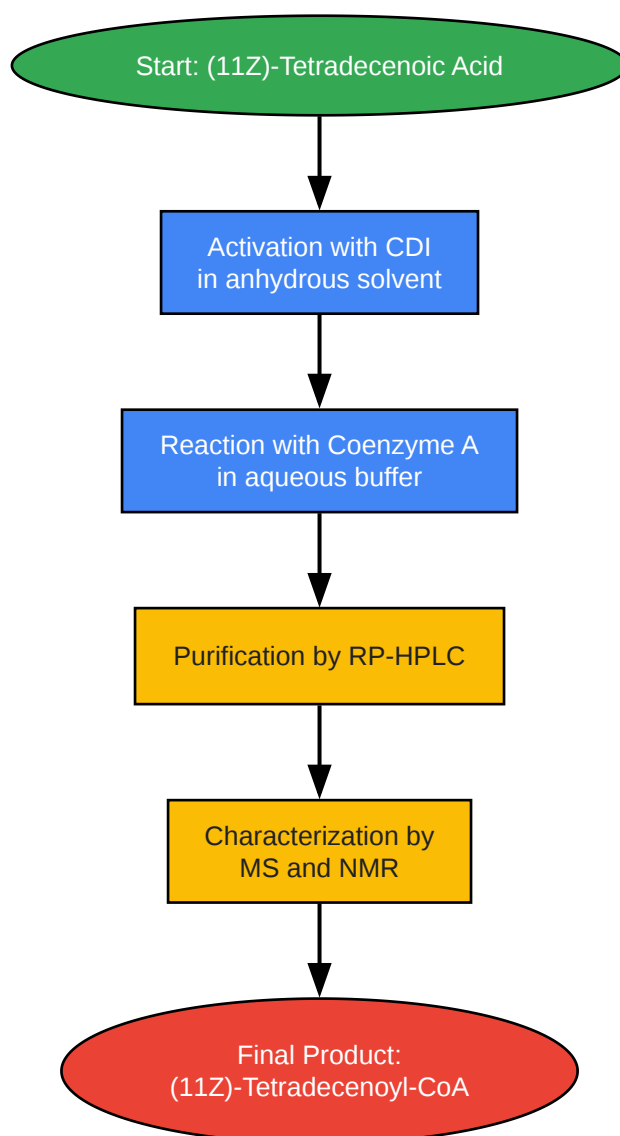 Start: (11Z)-Tetradecenoic Acid
Activation with CDI
in anhydrous solvent
Reaction with Coenzyme A
in aqueous buffer
Purification by RP-HPLC
Characterization by
MS and NMR
Final Product:
(11Z)-Tetradecenoyl-CoA